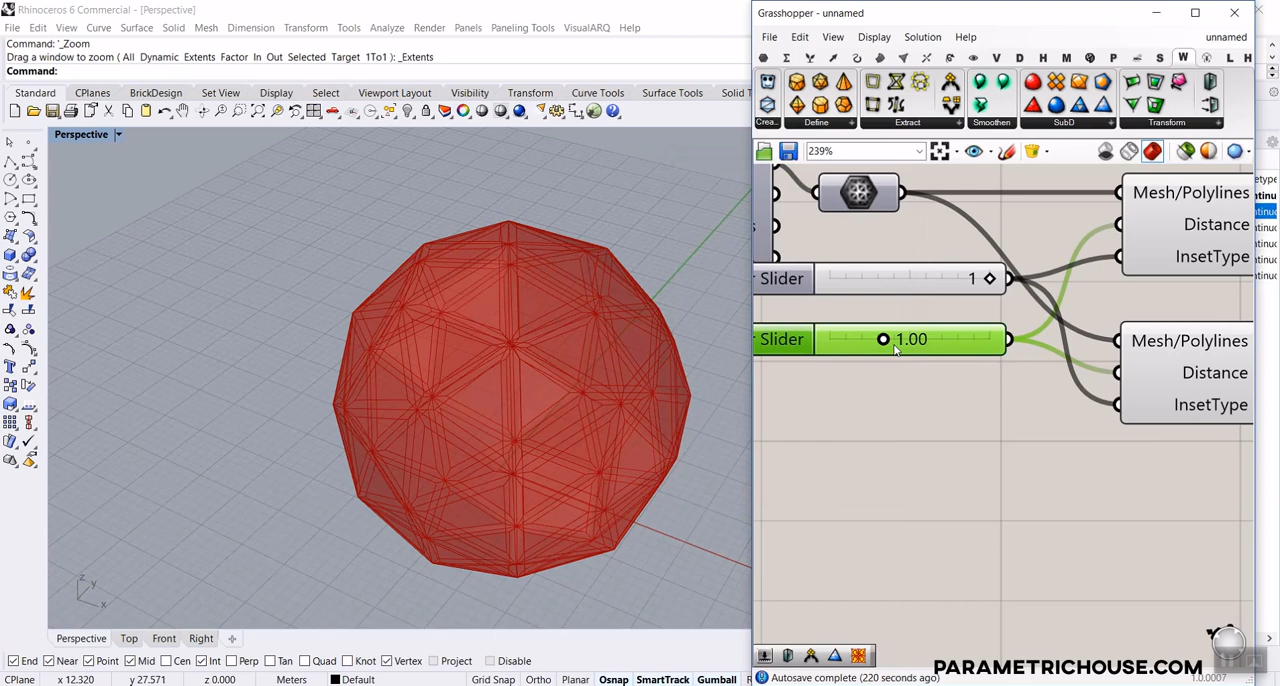 Rhinoceros 6 Commercial - [Perspective]
File Edit View Curve Surface Solid Mesh Dimension Transform Tools Analyze Render Panels Paneling Tools VisualARQ Help
Command: '_Zoom
Drag a window to zoom ( All Dynamic Extents Factor In Out Selected Target 1To1 ): _Extents
Command:
Standard CPlanes BrickDesign Set View Display Select Viewport Layout Visibility Transform Curve Tools Surface Tools Solid T
Perspective
Grasshopper - unnamed
File Edit View Display Solution Help unnamed
V D M P S W L H
Crea... Define Extract Smoothen SubD Transform
239%
Mesh/Polylines
Distance
InsetType
Slider 1
Slider 1.00
Mesh/Polylines
Distance
InsetType
z y x
Perspective Top Front Right
End Near Point Mid Cen Int Perp Tan Quad Knot Vertex Project Disable
CPlane x 12.320 y 27.571 z 0.000 Meters Default Grid Snap Ortho Planar Osnap SmartTrack Gumball
Autosave complete (220 seconds ago) 1.0.0007
PARAMETRICHOUSE.COM